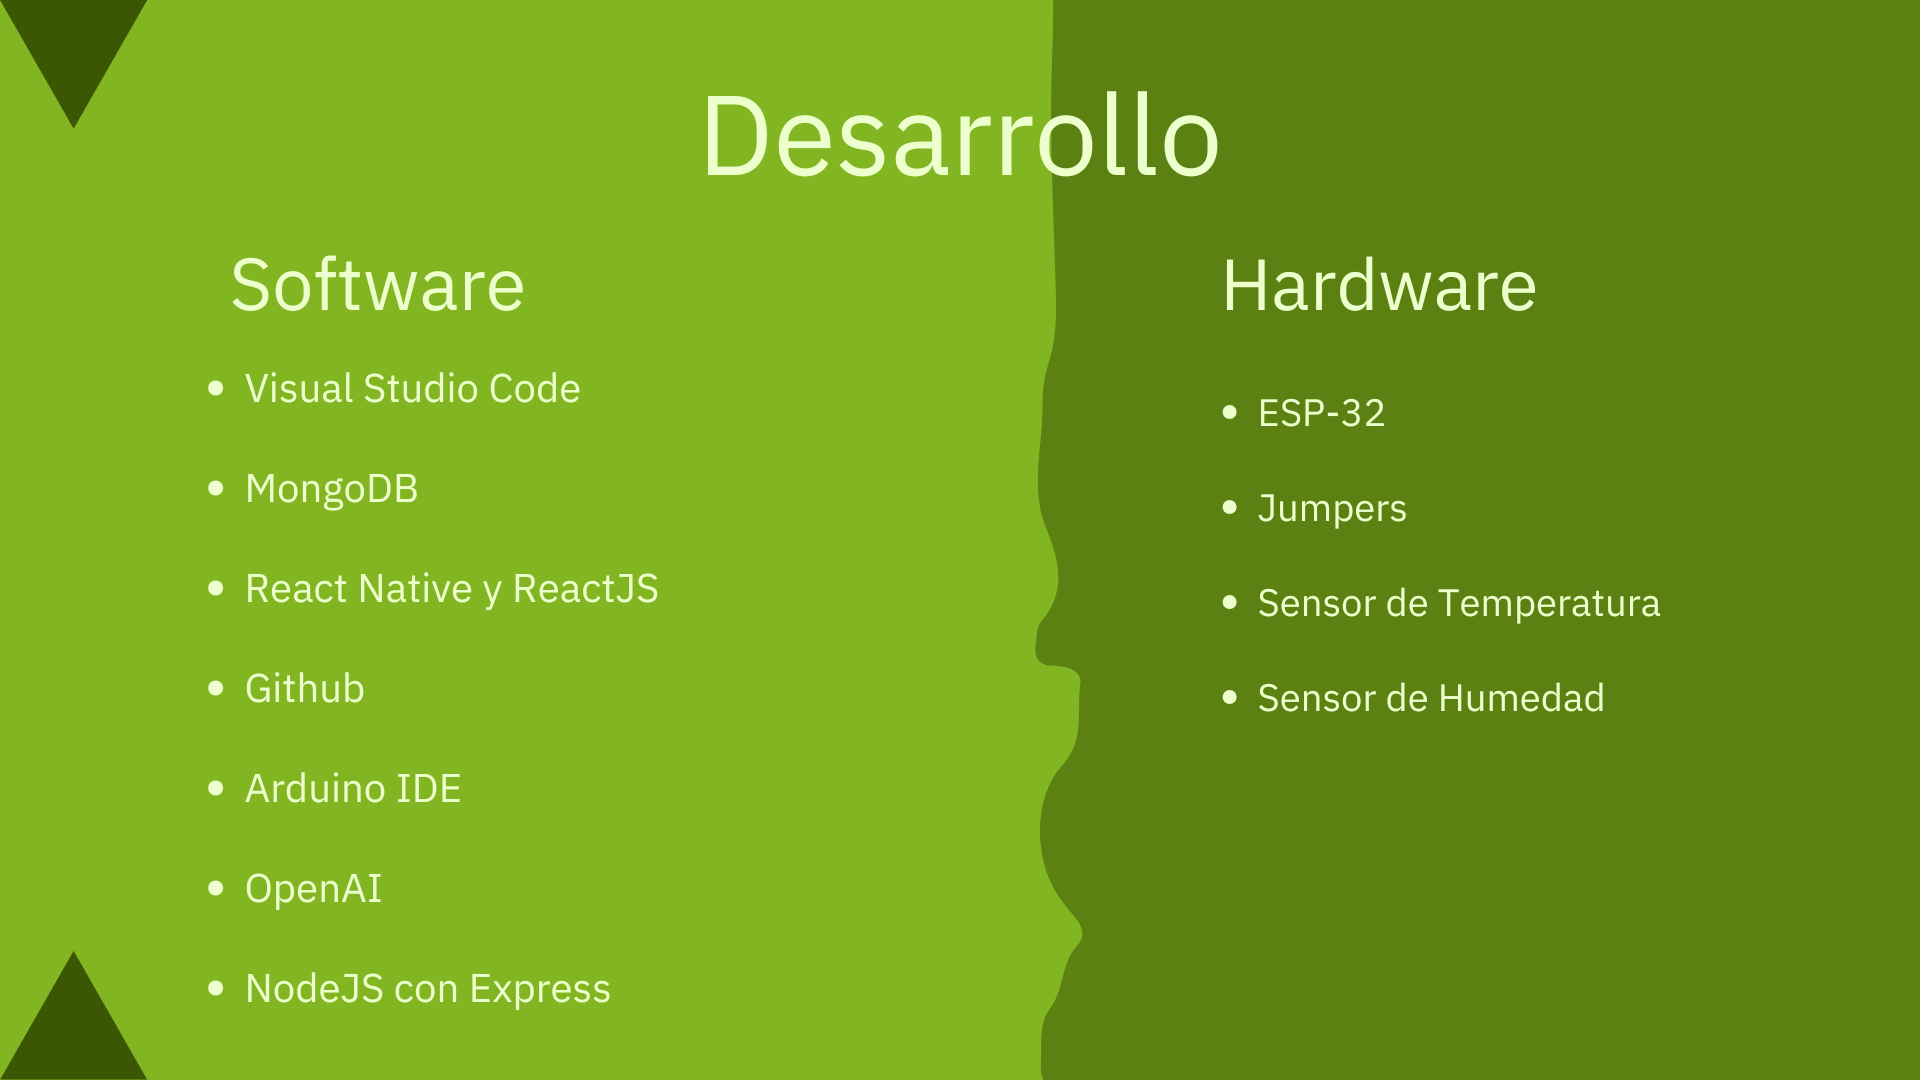 Desarrollo
Software
• Visual Studio Code
• MongoDB
• React Native y ReactJS
• Github
• Arduino IDE
• OpenAI
• NodeJS con Express
Hardware
• ESP-32
• Jumpers
• Sensor de Temperatura
• Sensor de Humedad